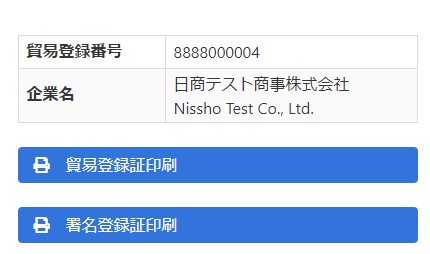 貿易登録番号 8888000004
企業名 日商テスト商事株式会社
Nissho Test Co., Ltd.
貿易登録証印刷
署名登録証印刷